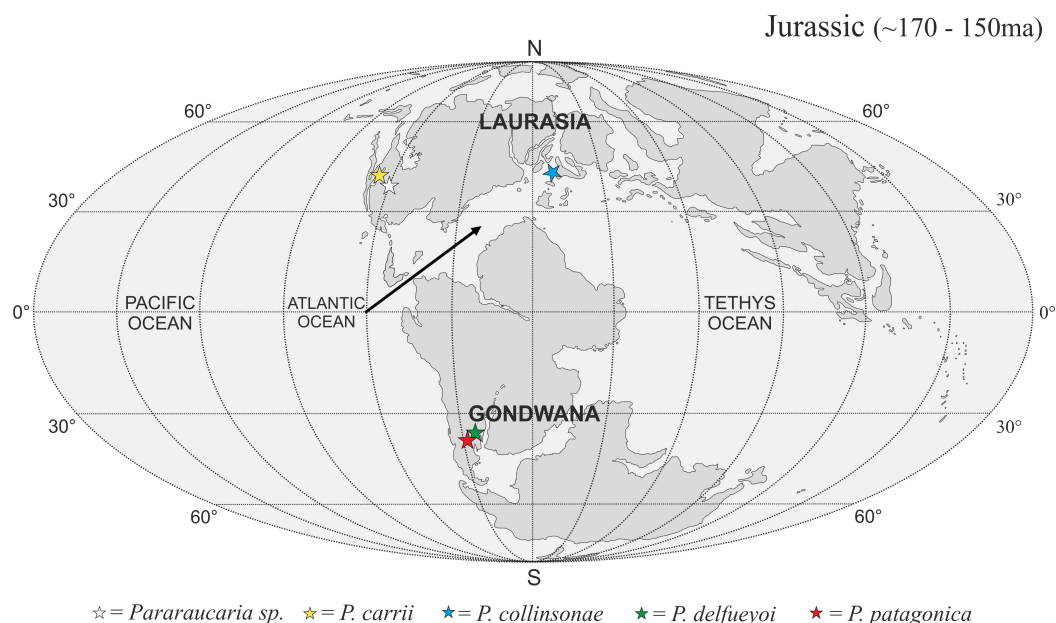 Jurassic (~170 - 150ma)
N
60°
60°
LAURASIA
30°
30°
0°
PACIFIC
OCEAN
ATLANTIC
OCEAN
TETHYS
OCEAN
0°
30°
GONDWANA
30°
60°
60°
S
= Pararaucaria sp.
= P. carrii
= P. collinsonae
= P. delfueyoi
= P. patagonica